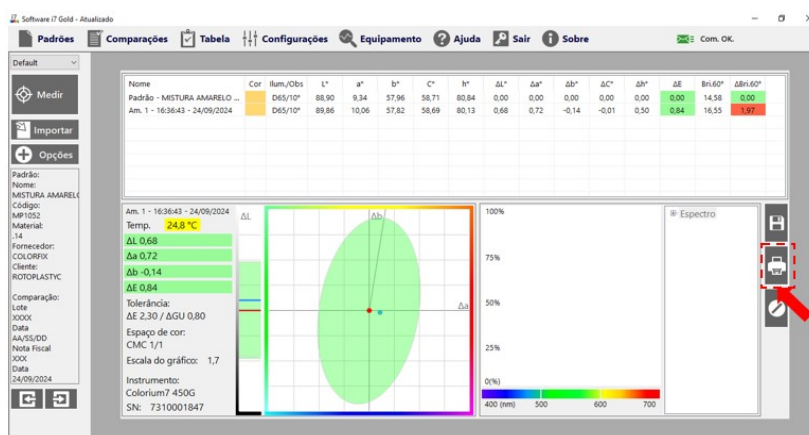 Software i7 Gold - Atualizado
Padrões Comparações Tabela Configurações Equipamento Ajuda Sair Sobre Com. OK.
Default
Medir
Importar
Opções
Nome Cor Ilum./Obs L* a* b* C* h* ΔL* Δa* Δb* ΔC* Δh* ΔE Bri.60° ΔBri.60°
Padrão - MISTURA AMARELO ... D65/10° 88,90 9,34 57,96 58,71 80,84 0,00 0,00 0,00 0,00 0,00 0,00 14,58 0,00
Am. 1 - 16:36:43 - 24/09/2024 D65/10° 89,86 10,06 57,82 58,69 80,13 0,68 0,72 -0,14 -0,01 0,50 0,84 16,55 1,97
Padrão:
Nome:
MISTURA AMAREL(
Código:
MP1052
Material:
.14
Fornecedor:
COLORFIX
Cliente:
ROTOPLASTYC
Comparação:
Lote
XXXX
Data
AA/SS/DD
Nota Fiscal
XXX
Data
24/09/2024
Am. 1 - 16:36:43 - 24/09/2024
Temp. 24,8 °C
ΔL 0,68
Δa 0,72
Δb -0,14
ΔE 0,84
Tolerância:
ΔE 2,30 / ΔGU 0,80
Espaço de cor:
CMC 1/1
Escala do gráfico: 1,7
Instrumento:
Colorium7 450G
SN: 7310001847
ΔL
Δb
Δa
100%
75%
50%
25%
0(%)
400 (nm) 500 600 700
Espectro